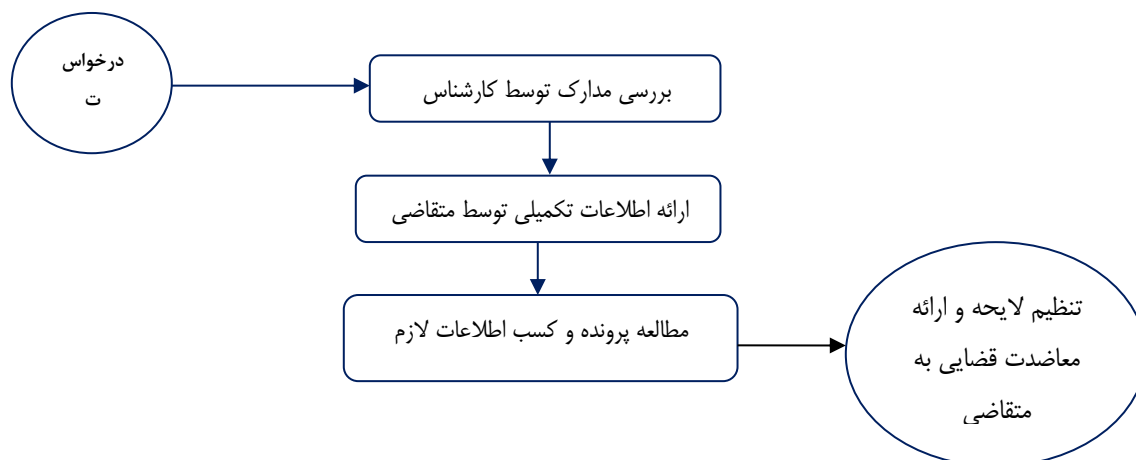 درخواس
ت
بررسی مدارک توسط کارشناس
ارائه اطلاعات تکمیلی توسط متقاضی
مطالعه پرونده و کسب اطلاعات لازم
تنظیم لایحه و ارائه
معاضدت قضایی به
متقاضی